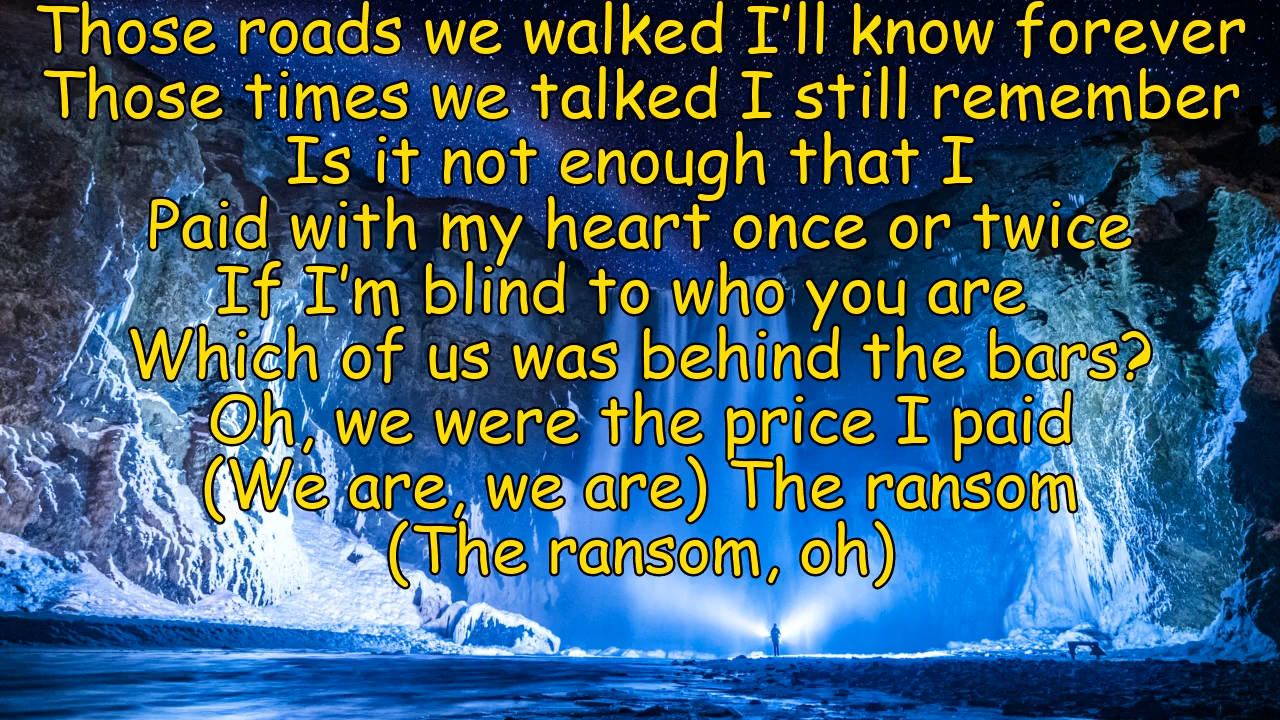 Those roads we walked I'll know forever
Those times we talked I still remember
Is it not enough that I
Paid with my heart once or twice
If I'm blind to who you are
Which of us was behind the bars?
Oh, we were the price I paid
(We are, we are) The ransom
(The ransom, oh)